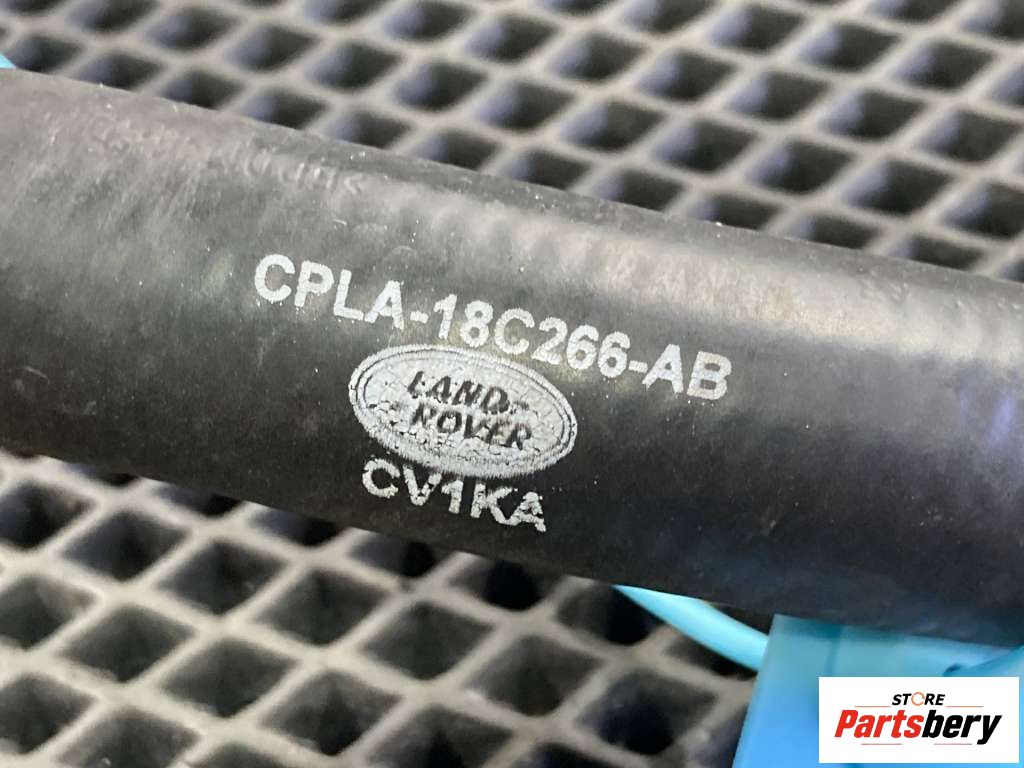 CPLA-18C266-AB
LAND-
ROVER
CV1KA
STORE
Partsbery